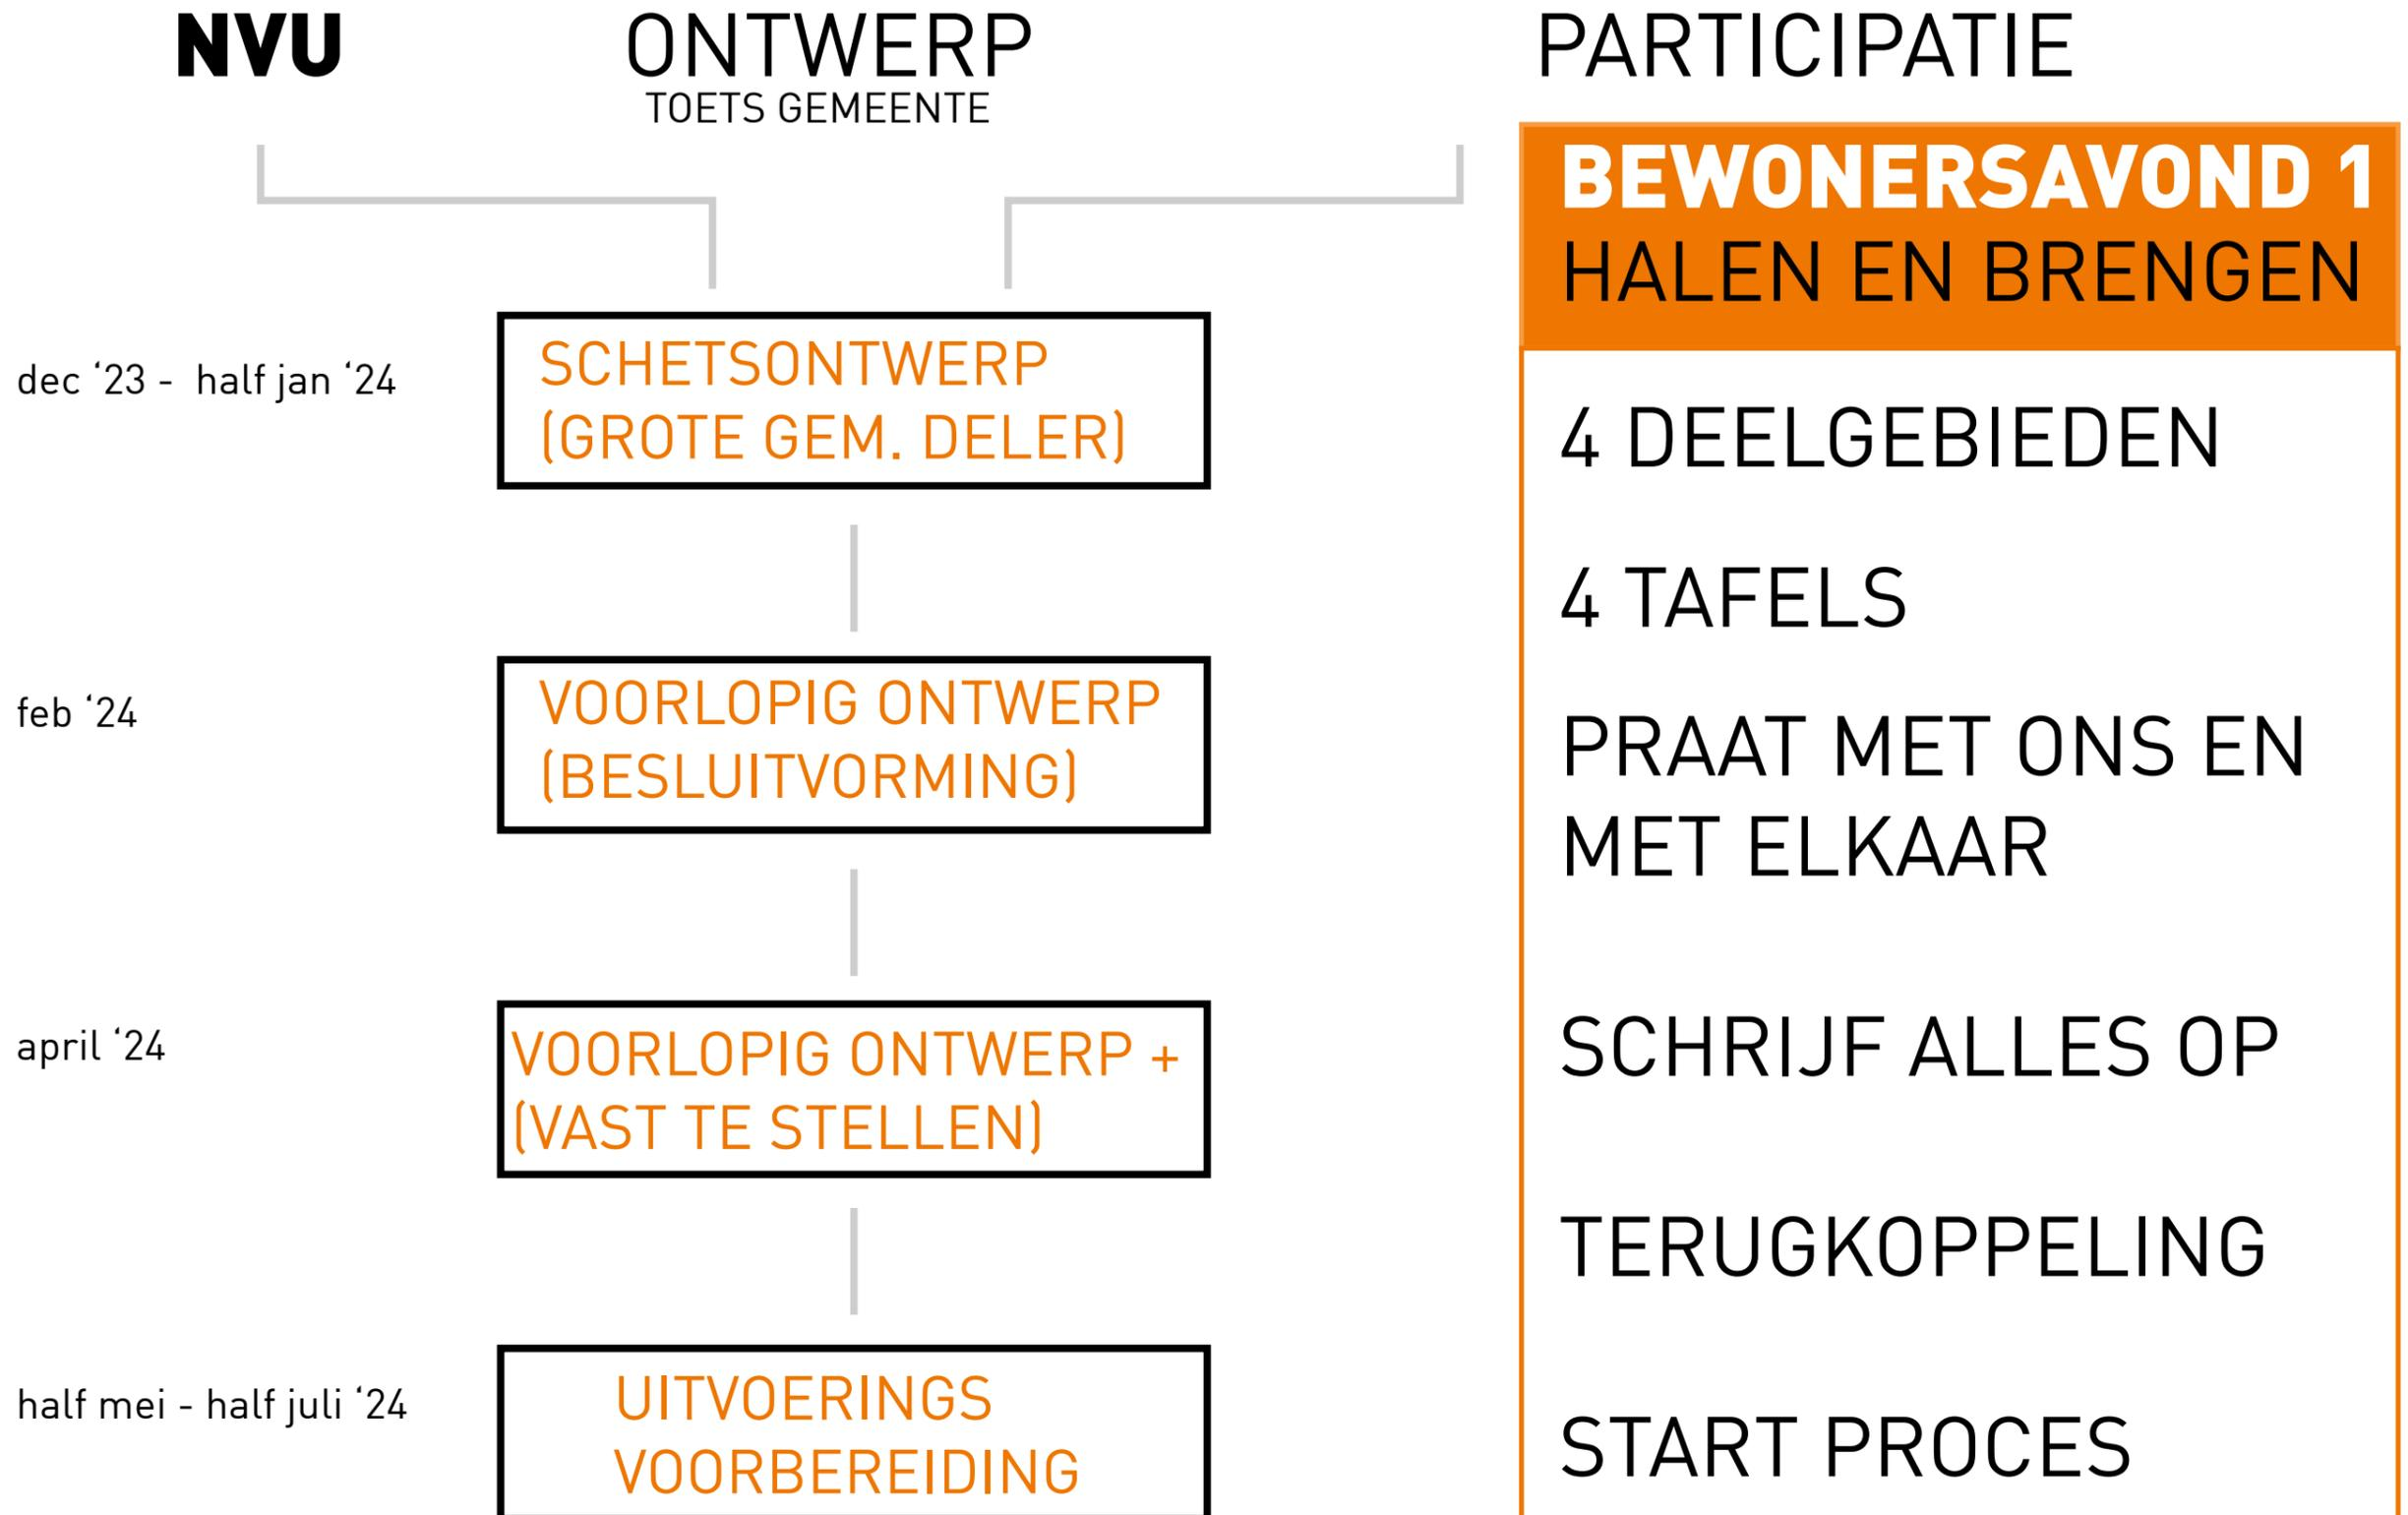 NVU
ONTWERP
TOETS GEMEENTE
PARTICIPATIE
dec ‘23 - half jan ‘24
SCHETSONTWERP
(GROTE GEM. DELER)
feb ‘24
VOORLOPIG ONTWERP
(BESLUITVORMING)
april ‘24
VOORLOPIG ONTWERP +
(VAST TE STELLEN)
half mei - half juli ‘24
UITVOERINGS
VOORBEREIDING
BEWONERSAVOND 1
HALEN EN BRENGEN
4 DEELGEBIEDEN
4 TAFELS
PRAAT MET ONS EN
MET ELKAAR
SCHRIJF ALLES OP
TERUGKOPPELING
START PROCES